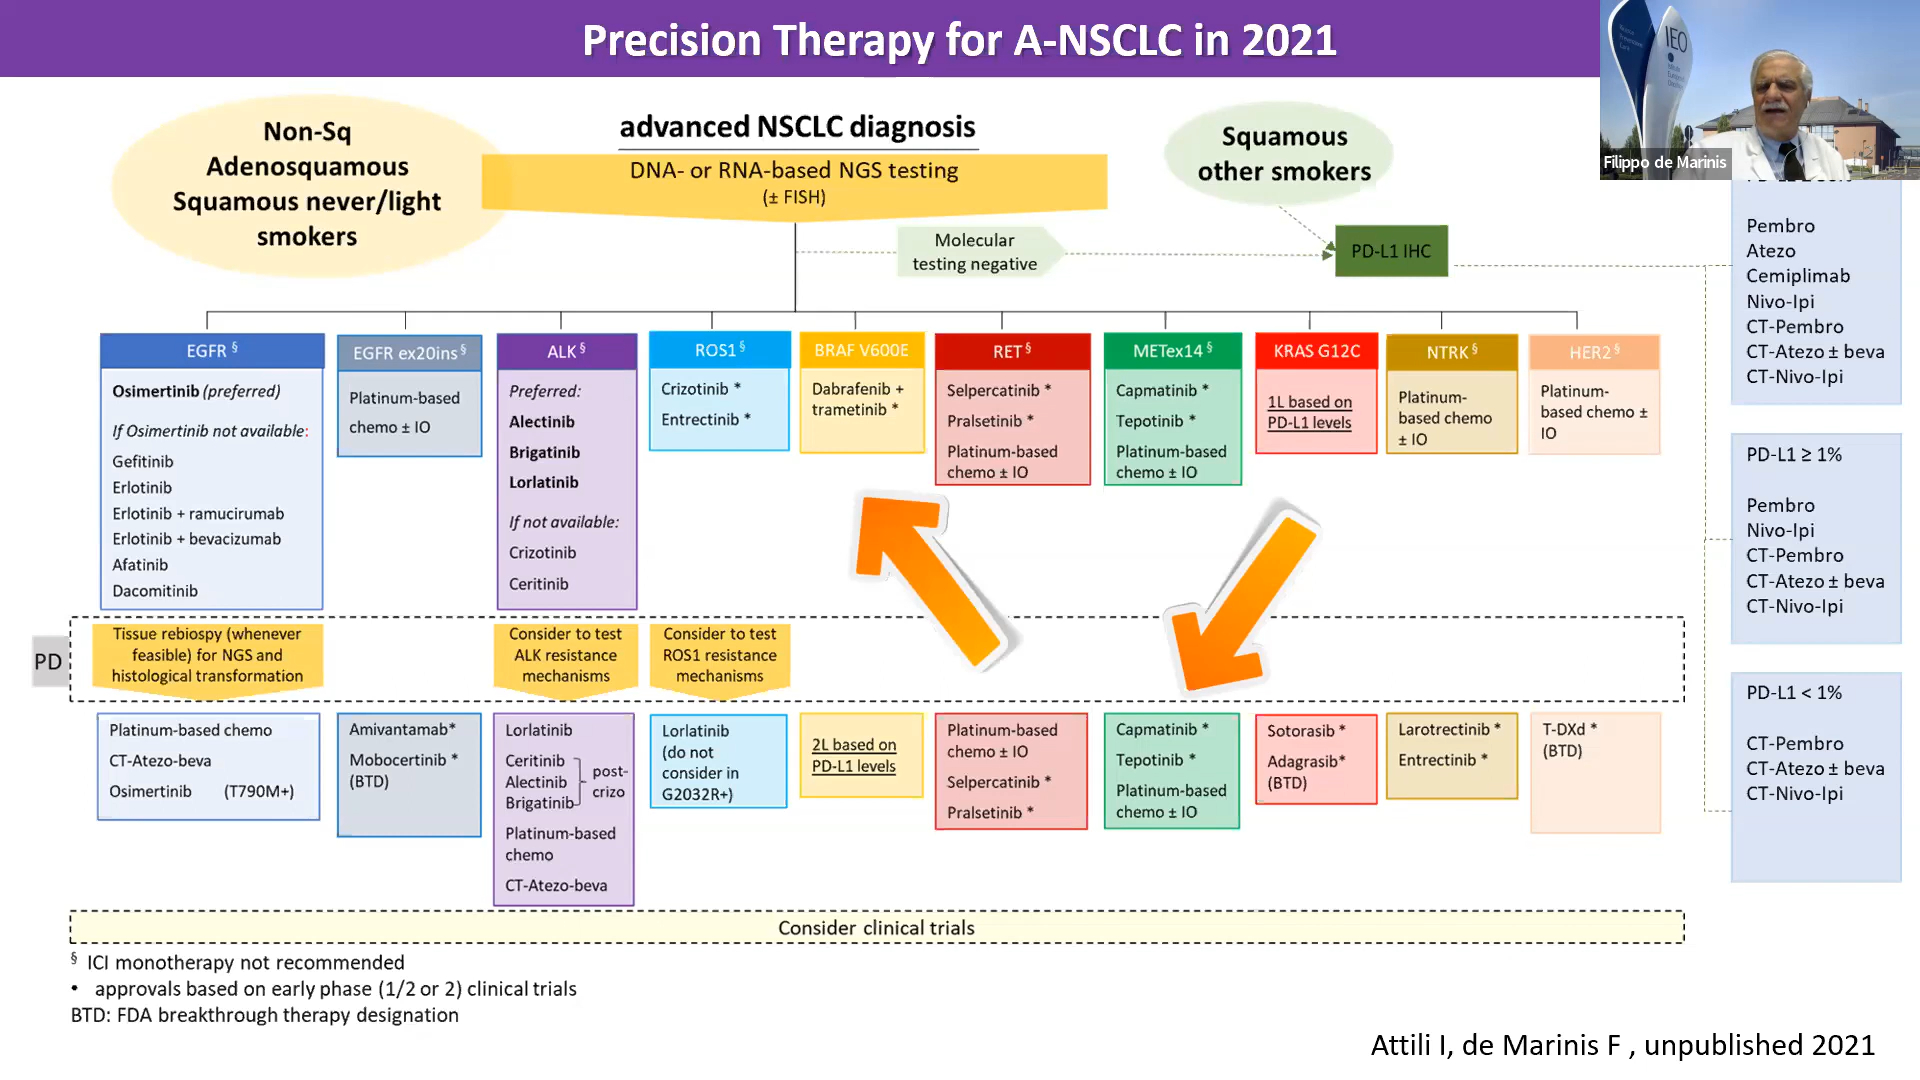 Precision Therapy for A-NSCLC in 2021
IEO
Filippo de Marinis
Non-Sq
Adenosquamous
Squamous never/light
smokers
advanced NSCLC diagnosis
DNA- or RNA-based NGS testing
(± FISH)
Squamous
other smokers
Molecular
testing negative
PD-L1 IHC
EGFR §
Osimertinib (preferred)
If Osimertinib not available:
Gefitinib
Erlotinib
Erlotinib + ramucirumab
Erlotinib + bevacizumab
Afatinib
Dacomitinib
EGFR ex20ins §
Platinum-based
chemo ± IO
ALK §
Preferred:
Alectinib
Brigatinib
Lorlatinib
If not available:
Crizotinib
Ceritinib
ROS1 §
Crizotinib *
Entrectinib *
BRAF V600E
Dabrafenib +
trametinib *
RET §
Selpercatinib *
Pralsetinib *
Platinum-based
chemo ± IO
METex14 §
Capmatinib *
Tepotinib *
Platinum-based
chemo ± IO
KRAS G12C
1L based on
PD-L1 levels
NTRK §
Platinum-
based chemo
± IO
HER2 §
Platinum-
based chemo ±
IO
PD
Tissue rebiospy (whenever
feasible) for NGS and
histological transformation
Consider to test
ALK resistance
mechanisms
Consider to test
ROS1 resistance
mechanisms
Platinum-based chemo
CT-Atezo-beva
Osimertinib (T790M+)
Amivantamab*
Mobocertinib *
(BTD)
Lorlatinib
Ceritinib
Alectinib
Brigatinib
post-
crizo
Platinum-based
chemo
CT-Atezo-beva
Lorlatinib
(do not
consider in
G2032R+)
2L based on
PD-L1 levels
Platinum-based
chemo ± IO
Selpercatinib *
Pralsetinib *
Capmatinib *
Tepotinib *
Platinum-based
chemo ± IO
Sotorasib *
Adagrasib*
(BTD)
Larotrectinib *
Entrectinib *
T-DXd *
(BTD)
Pembro
Atezo
Cemiplimab
Nivo-Ipi
CT-Pembro
CT-Atezo ± beva
CT-Nivo-Ipi
PD-L1 ≥ 1%
Pembro
Nivo-Ipi
CT-Pembro
CT-Atezo ± beva
CT-Nivo-Ipi
PD-L1 < 1%
CT-Pembro
CT-Atezo ± beva
CT-Nivo-Ipi
Consider clinical trials
§ ICI monotherapy not recommended
• approvals based on early phase (1/2 or 2) clinical trials
BTD: FDA breakthrough therapy designation
Attili I, de Marinis F , unpublished 2021